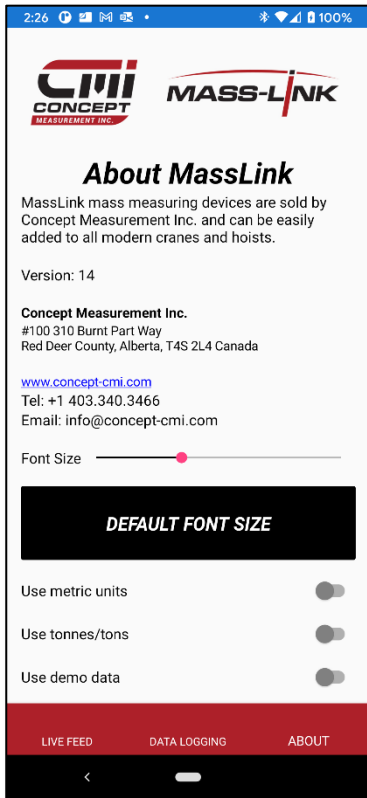 2:26
100%
CMI
CONCEPT
MEASUREMENT INC.
MASS-LINK
About MassLink
MassLink mass measuring devices are sold by
Concept Measurement Inc. and can be easily
added to all modern cranes and hoists.
Version: 14
Concept Measurement Inc.
#100 310 Burnt Part Way
Red Deer County, Alberta, T4S 2L4 Canada
www.concept-cmi.com
Tel: +1 403.340.3466
Email: info@concept-cmi.com
Font Size
DEFAULT FONT SIZE
Use metric units
Use tonnes/tons
Use demo data
LIVE FEED DATA LOGGING ABOUT